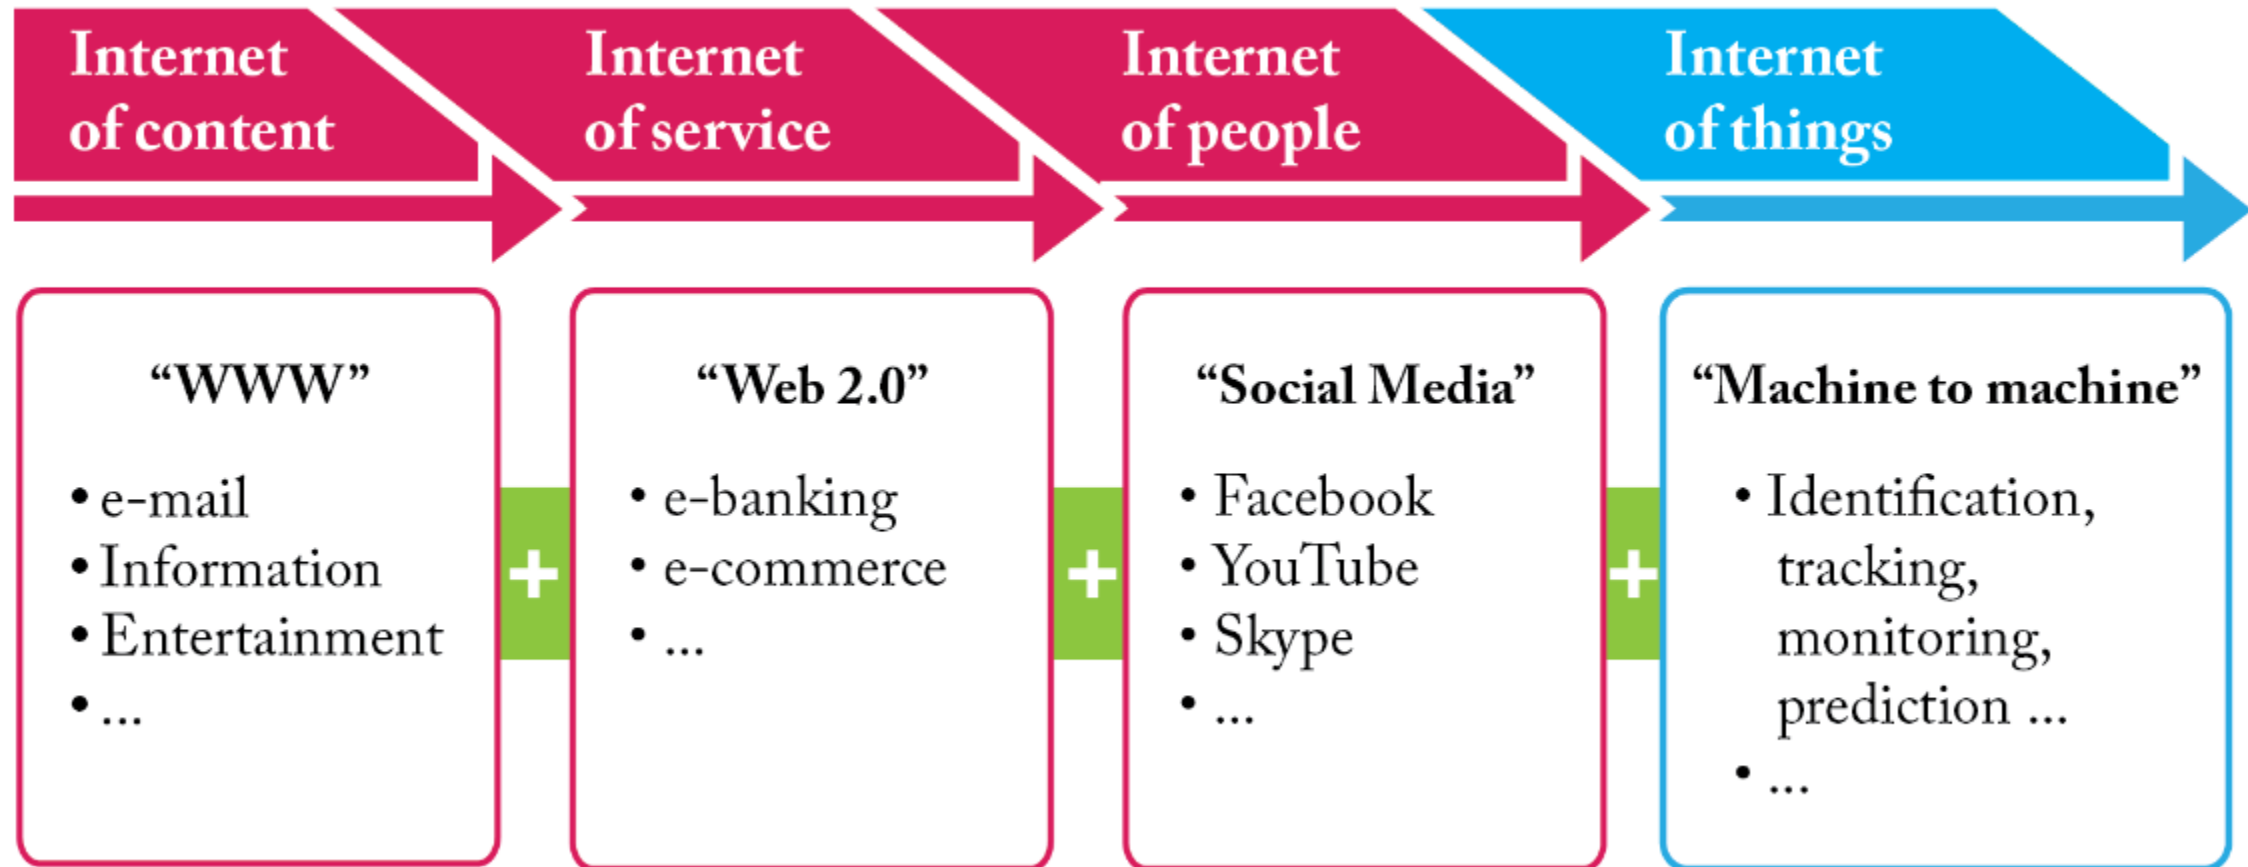 Internet
of content
Internet
of service
Internet
of people
Internet
of things
“WWW”
• e-mail
• Information
• Entertainment
• ...
+
“Web 2.0”
• e-banking
• e-commerce
• ...
+
“Social Media”
• Facebook
• YouTube
• Skype
• ...
+
“Machine to machine”
• Identification,
tracking,
monitoring,
prediction ...
• ...